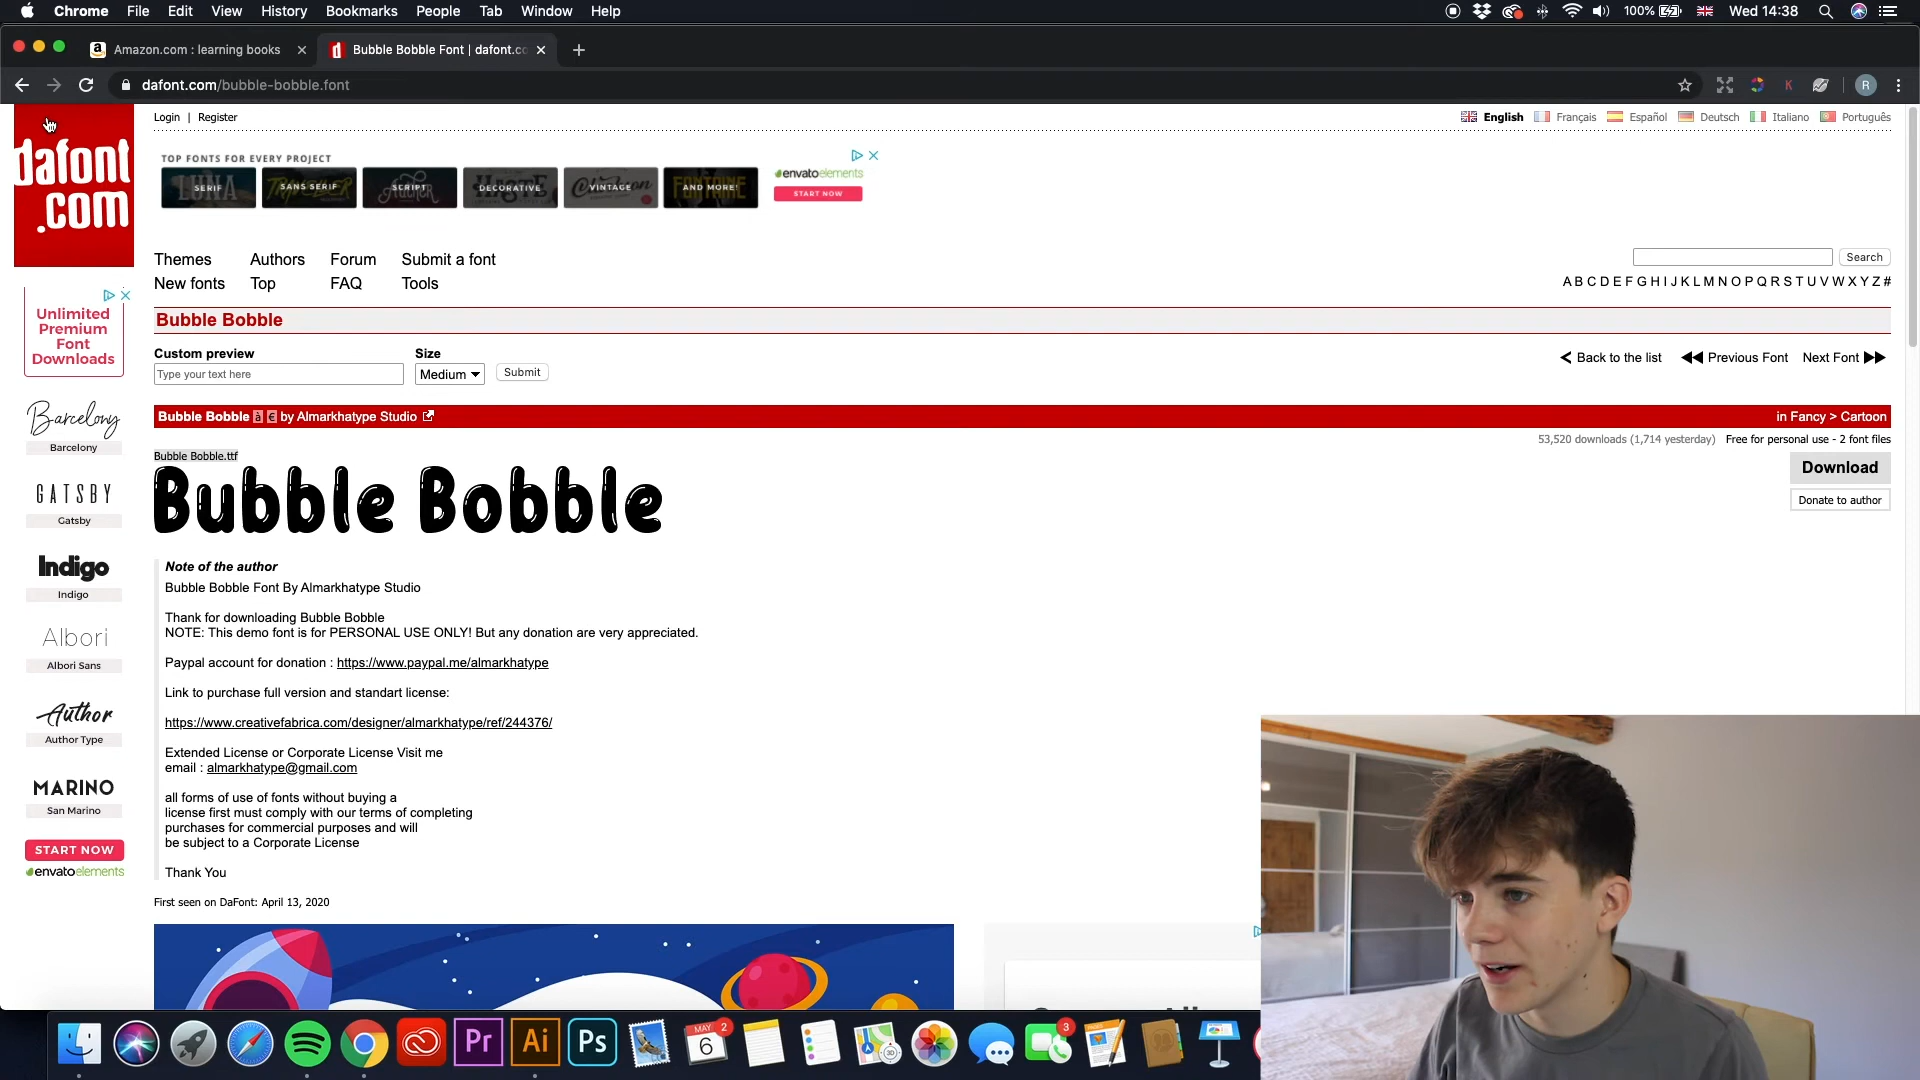 Chrome File Edit View History Bookmarks People Tab Window Help
100% Wed 14:38
Amazon.com : learning books
Bubble Bobble Font | dafont.co
dafont.com/bubble-bobble.font
K
R
dafont
.com
Login | Register
English Français Español Deutsch Italiano Português
TOP FONTS FOR EVERY PROJECT
SERIF SANS SERIF SCRIPT DECORATIVE VINTAGE AND MORE!
envatoelements
START NOW
Themes Authors Forum Submit a font
New fonts Top FAQ Tools
Search
A B C D E F G H I J K L M N O P Q R S T U V W X Y Z #
Unlimited
Premium
Font
Downloads
Bubble Bobble
Custom preview Size
Type your text here Medium Submit
Back to the list Previous Font Next Font
Bubble Bobble à € by Almarkhatype Studio
in Fancy > Cartoon
53,520 downloads (1,714 yesterday) Free for personal use - 2 font files
Bubble Bobble.ttf
Bubble Bobble
Download
Donate to author
Barcelony
Barcelony
GATSBY
Gatsby
Indigo
Indigo
Albori
Albori Sans
Author
Author Type
MARINO
San Marino
START NOW
envatoelements
Note of the author
Bubble Bobble Font By Almarkhatype Studio
Thank for downloading Bubble Bobble
NOTE: This demo font is for PERSONAL USE ONLY! But any donation are very appreciated.
Paypal account for donation : https://www.paypal.me/almarkhatype
Link to purchase full version and standart license:
https://www.creativefabrica.com/designer/almarkhatype/ref/244376/
Extended License or Corporate License Visit me
email : almarkhatype@gmail.com
all forms of use of fonts without buying a
license first must comply with our terms of completing
purchases for commercial purposes and will
be subject to a Corporate License
Thank You
First seen on DaFont: April 13, 2020
Pr Ai Ps
MAY 2
6
3D
3